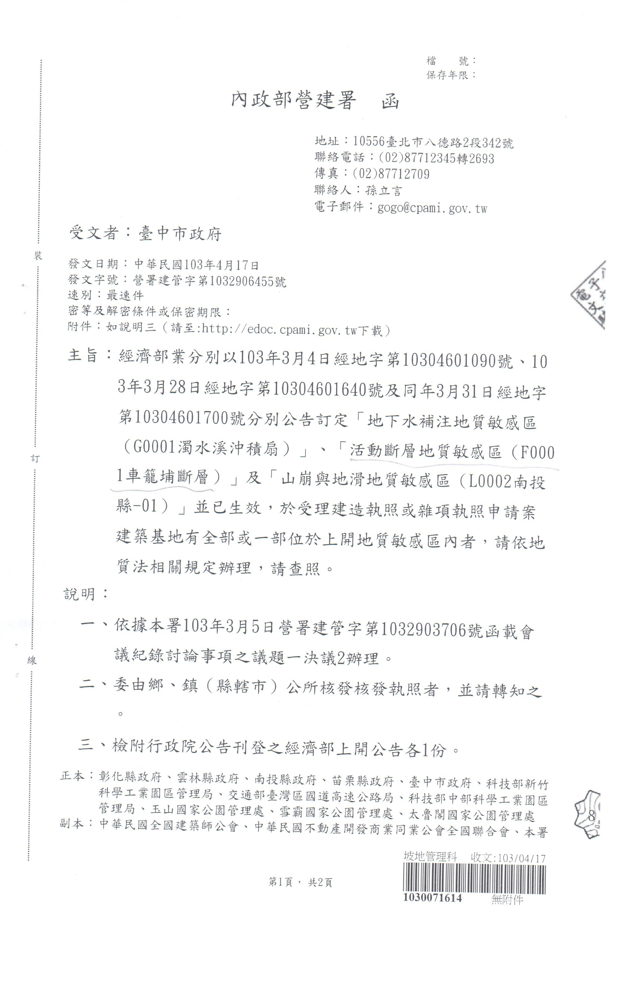 檔　　號：
保存年限：
內政部營建署　函
地址：10556臺北市八德路2段342號
聯絡電話：(02)87712345轉2693
傳真：(02)87712709
聯絡人：孫立言
電子郵件：gogo@cpami.gov.tw
受文者：臺中市政府
發文日期：中華民國103年4月17日
發文字號：營署建管字第1032906455號
速別：最速件
密等及解密條件或保密期限：
附件：如說明三（請至:http://edoc.cpami.gov.tw下載）
主旨：經濟部業分別以103年3月4日經地字第10304601090號、10
3年3月28日經地字第10304601640號及同年3月31日經地字
第10304601700號分別公告訂定「地下水補注地質敏感區
（G0001濁水溪沖積扇）」、「活動斷層地質敏感區（F000
1車籠埔斷層）」及「山崩與地滑地質敏感區（L0002南投
縣-01）」並已生效，於受理建造執照或雜項執照申請案
建築基地有全部或一部位於上開地質敏感區內者，請依地
質法相關規定辦理，請查照。
說明：
一、依據本署103年3月5日營署建管字第1032903706號函載會
議紀錄討論事項之議題一決議2辦理。
二、委由鄉、鎮（縣轄市）公所核發核發執照者，並請轉知之
。
三、檢附行政院公告刊登之經濟部上開公告各1份。
正本：彰化縣政府、雲林縣政府、南投縣政府、苗栗縣政府、臺中市政府、科技部新竹
科學工業園區管理局、交通部臺灣區國道高速公路局、科技部中部科學工業園區
管理局、玉山國家公園管理處、雪霸國家公園管理處、太魯閣國家公園管理處
副本：中華民國全國建築師公會、中華民國不動產開發商業同業公會全國聯合會、本署
坡地管理科　收文:103/04/17
1030071614　無附件
第1頁，共2頁
裝
訂
線
電子
文
8